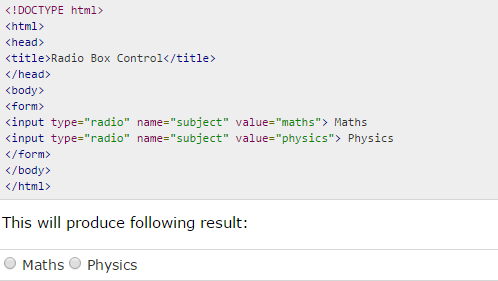 <!DOCTYPE html>
<html>
<head>
<title>Radio Box Control</title>
</head>
<body>
<form>
<input type="radio" name="subject" value="maths"> Maths
<input type="radio" name="subject" value="physics"> Physics
</form>
</body>
</html>
This will produce following result:
Maths Physics